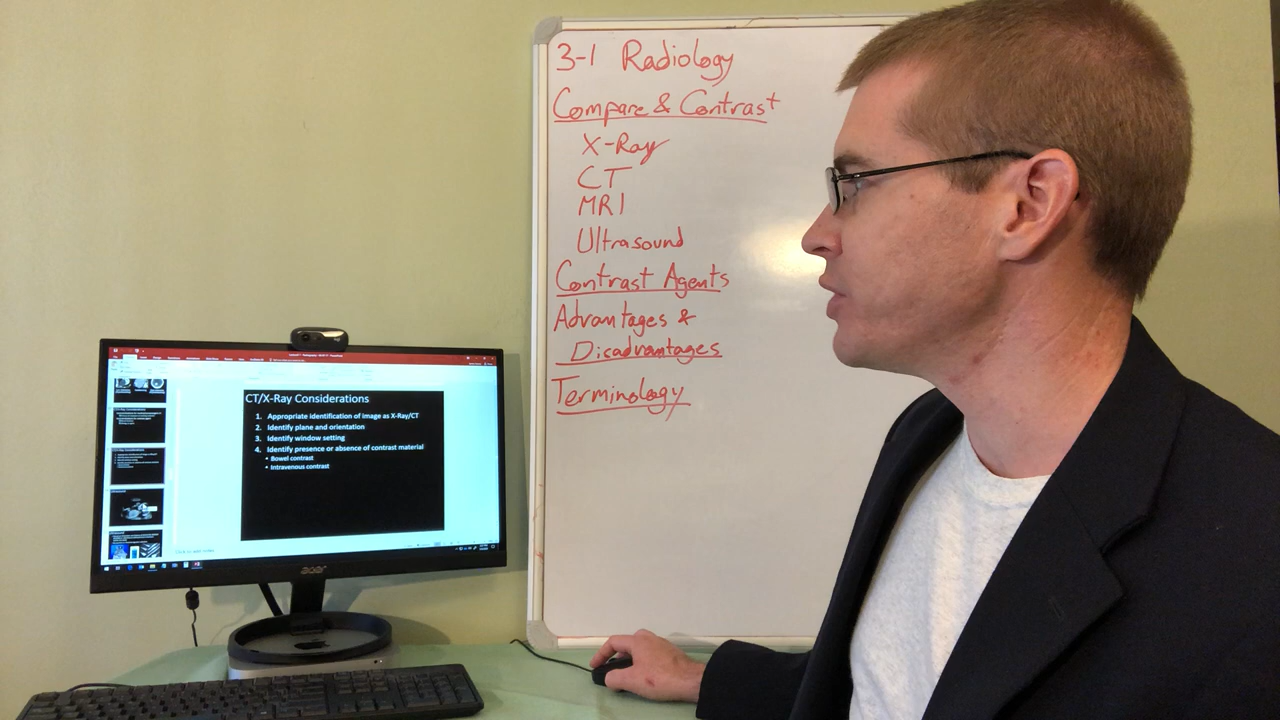 3-1 Radiology
Compare & Contrast
X-Ray
CT
MRI
Ultrasound
Contrast Agents
Advantages &
Disadvantages
Terminology
CT/X-Ray Considerations
1. Appropriate identification of image as X-Ray/CT
2. Identify plane and orientation
3. Identify window setting
4. Identify presence or absence of contrast material
• Bowel contrast
• Intravenous contrast
acer